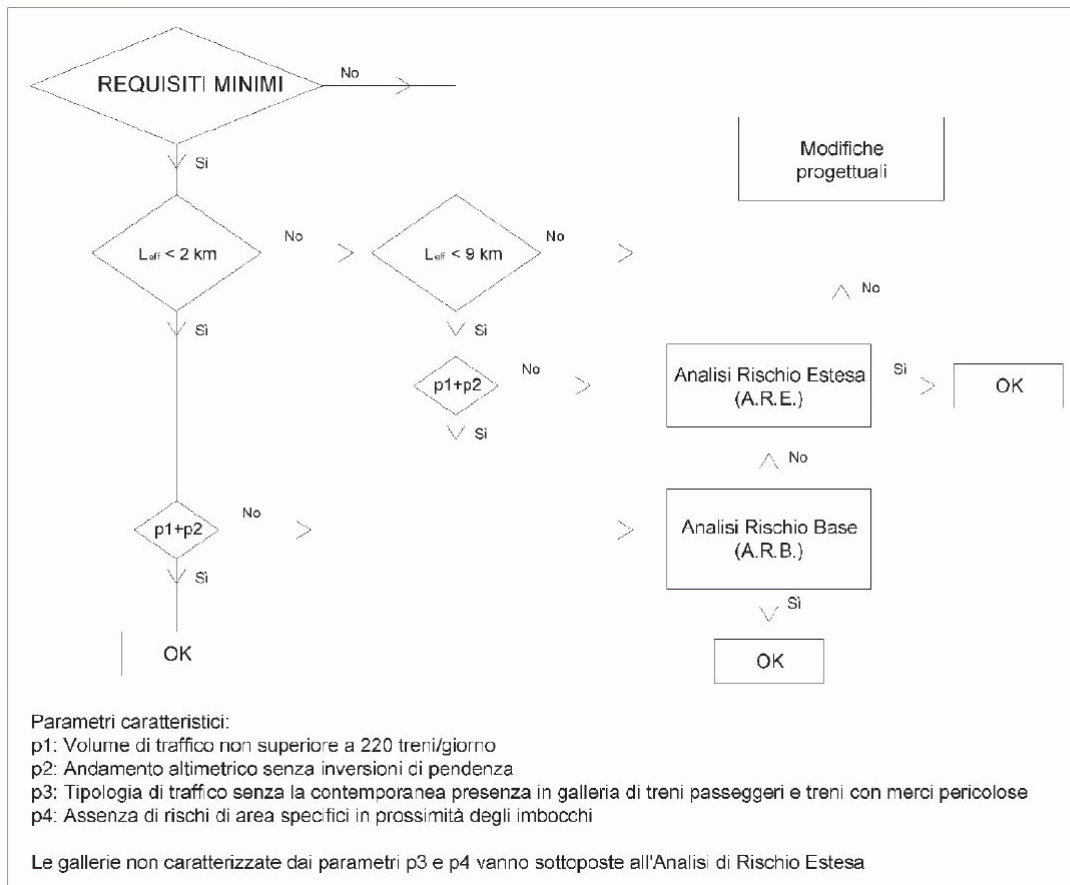 REQUISITI MINIMI
No
Sì
Modifiche
progettuali
Leff < 2 km
No
Leff < 9 km
No
Sì
Sì
No
p1+p2
No
Analisi Rischio Estesa
(A.R.E.)
Sì
OK
Sì
No
p1+p2
No
Analisi Rischio Base
(A.R.B.)
Sì
Sì
OK
OK
Parametri caratteristici:
p1: Volume di traffico non superiore a 220 treni/giorno
p2: Andamento altimetrico senza inversioni di pendenza
p3: Tipologia di traffico senza la contemporanea presenza in galleria di treni passeggeri e treni con merci pericolose
p4: Assenza di rischi di area specifici in prossimità degli imbocchi
Le gallerie non caratterizzate dai parametri p3 e p4 vanno sottoposte all'Analisi di Rischio Estesa